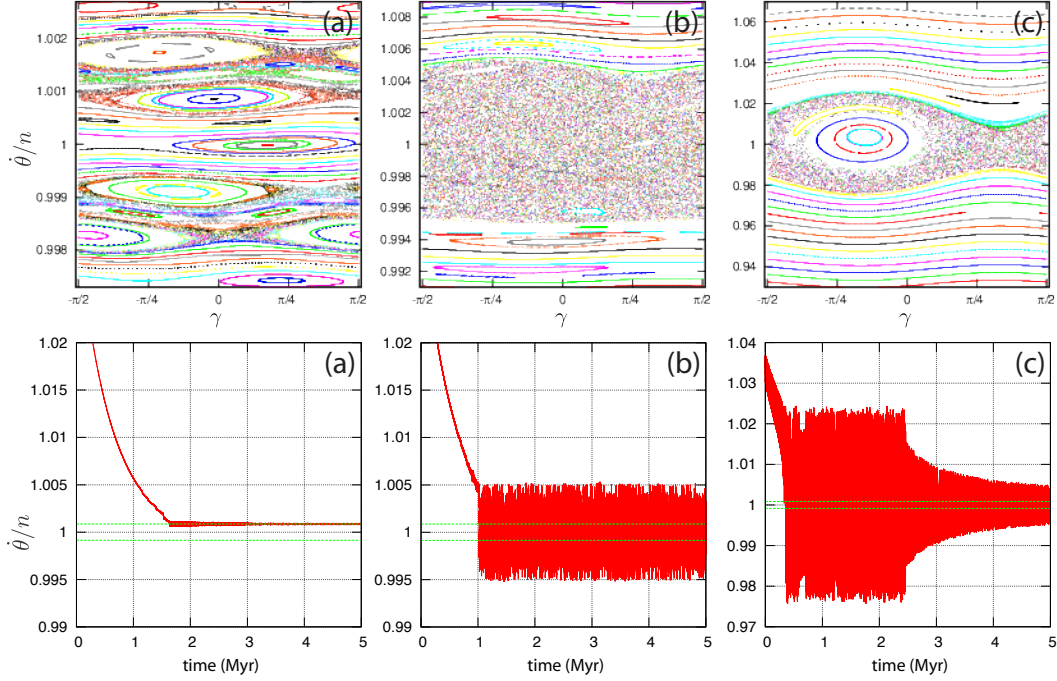 (a) (b) (c)
θ̇/n
1.002 1.001 1 0.999 0.998
1.008 1.006 1.004 1.002 1.000 0.998 0.996 0.994 0.992
1.06 1.04 1.02 1.00 0.98 0.96 0.94
-π/2 -π/4 0 π/4 π/2 -π/2 -π/4 0 π/4 π/2 -π/2 -π/4 0 π/4 π/2
γ γ γ
(a) (b) (c)
θ̇/n
1.02 1.015 1.01 1.005 1 0.995 0.99
1.02 1.015 1.01 1.005 1 0.995 0.99
1.04 1.03 1.02 1.01 1 0.99 0.98 0.97
0 1 2 3 4 5 0 1 2 3 4 5 0 1 2 3 4 5
time (Myr) time (Myr) time (Myr)